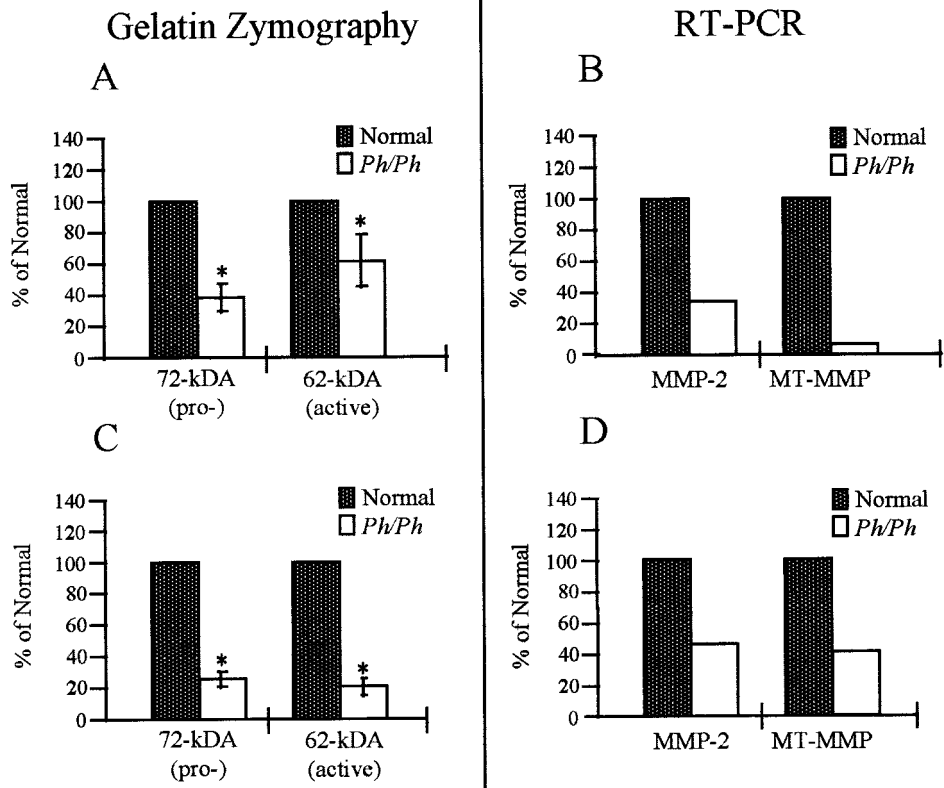 Gelatin Zymography
RT-PCR
A
Normal
Ph/Ph
% of Normal
140
120
100
80
60
40
20
0
*
*
72-kDA
(pro-)
62-kDA
(active)
B
Normal
Ph/Ph
% of Normal
140
120
100
80
60
40
20
0
MMP-2
MT-MMP
C
Normal
Ph/Ph
% of Normal
140
120
100
80
60
40
20
0
*
*
72-kDA
(pro-)
62-kDA
(active)
D
Normal
Ph/Ph
% of Normal
140
120
100
80
60
40
20
0
MMP-2
MT-MMP